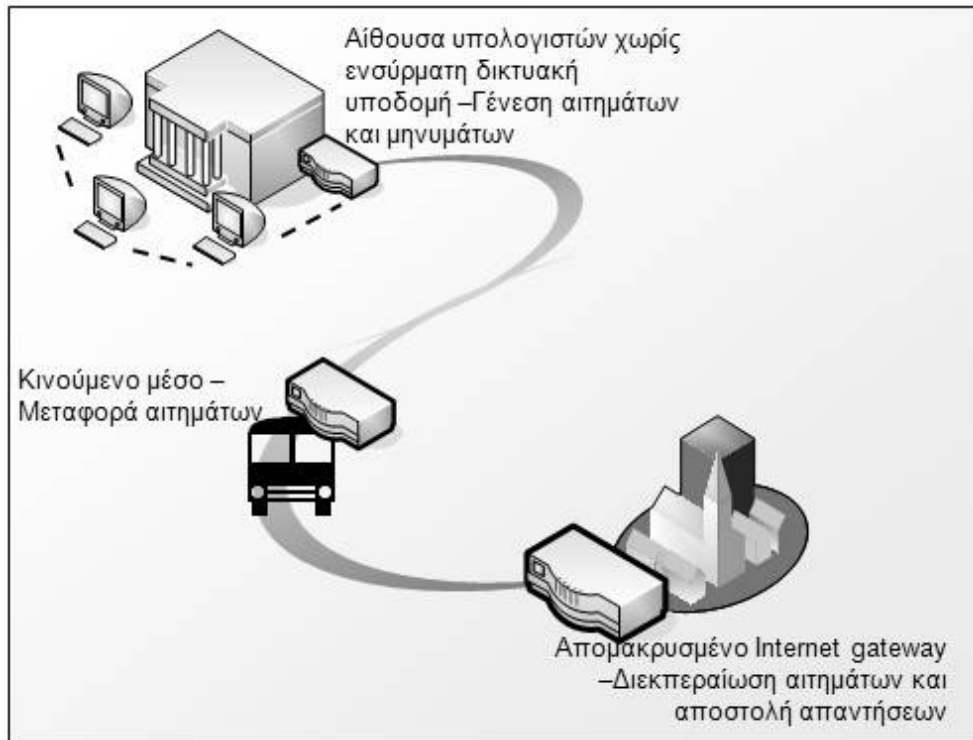 Αίθουσα υπολογιστών χωρίς
ενσύρματη δικτυακή
υποδομή –Γένεση αιτημάτων
και μηνυμάτων
Κινούμενο μέσο –
Μεταφορά αιτημάτων
Απομακρυσμένο Internet gateway
–Διεκπεραίωση αιτημάτων και
αποστολή απαντήσεων